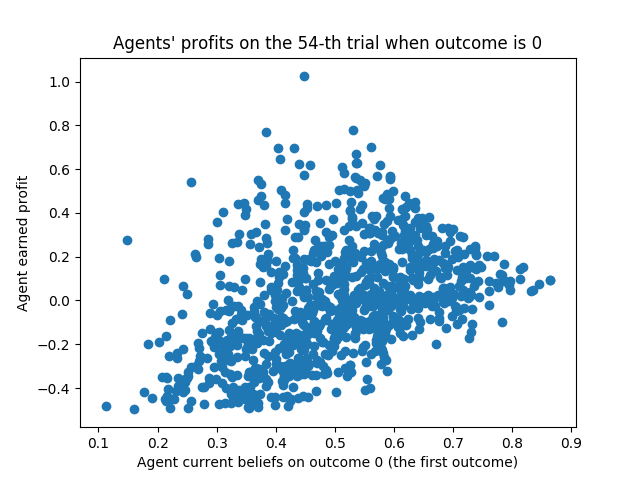 Agents' profits on the 54-th trial when outcome is 0
1.0
0.8
0.6
0.4
0.2
0.0
−0.2
−0.4
Agent earned profit
0.1 0.2 0.3 0.4 0.5 0.6 0.7 0.8 0.9
Agent current beliefs on outcome 0 (the first outcome)